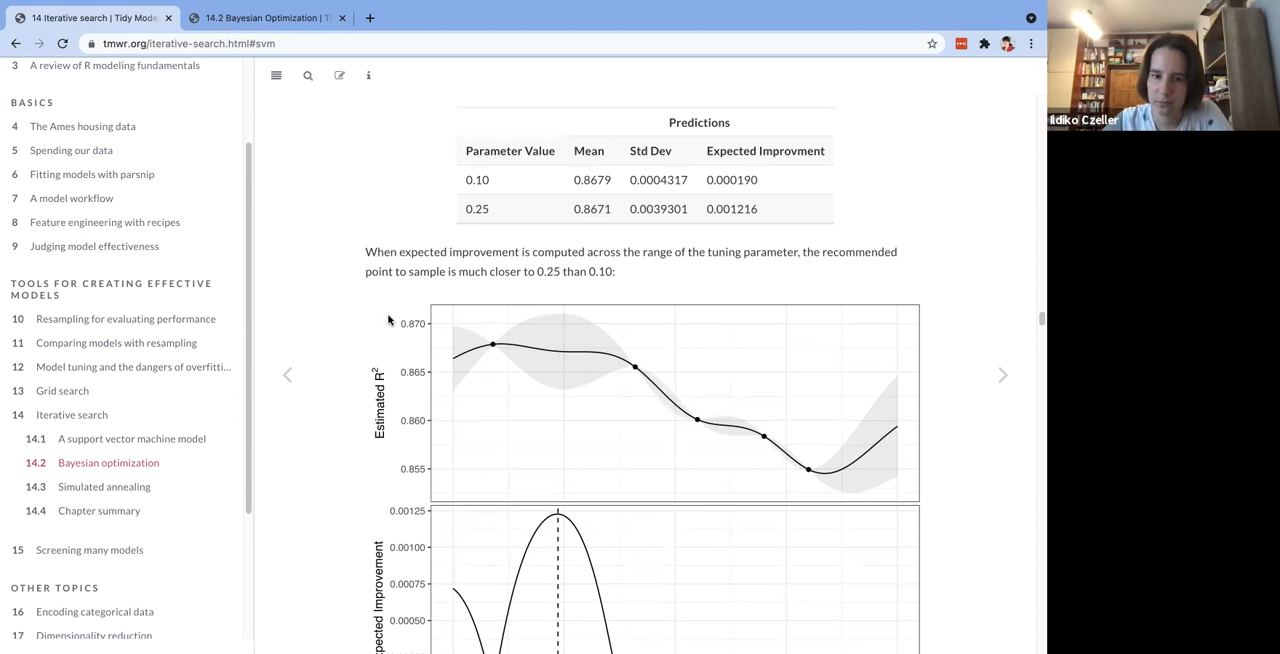 14 Iterative search | Tidy Mode
14.2 Bayesian Optimization | Ti
tmwr.org/iterative-search.html#svm
3 A review of R modeling fundamentals
BASICS
4 The Ames housing data
5 Spending our data
6 Fitting models with parsnip
7 A model workflow
8 Feature engineering with recipes
9 Judging model effectiveness
TOOLS FOR CREATING EFFECTIVE
MODELS
10 Resampling for evaluating performance
11 Comparing models with resampling
12 Model tuning and the dangers of overfitti...
13 Grid search
14 Iterative search
14.1 A support vector machine model
14.2 Bayesian optimization
14.3 Simulated annealing
14.4 Chapter summary
15 Screening many models
OTHER TOPICS
16 Encoding categorical data
17 Dimensionality reduction
Predictions
Parameter Value Mean Std Dev Expected Improvment
0.10 0.8679 0.0004317 0.000190
0.25 0.8671 0.0039301 0.001216
When expected improvement is computed across the range of the tuning parameter, the recommended
point to sample is much closer to 0.25 than 0.10:
Estimated R²
0.870
0.865
0.860
0.855
pected Improvement
0.00125
0.00100
0.00075
0.00050
Ildiko Czeller